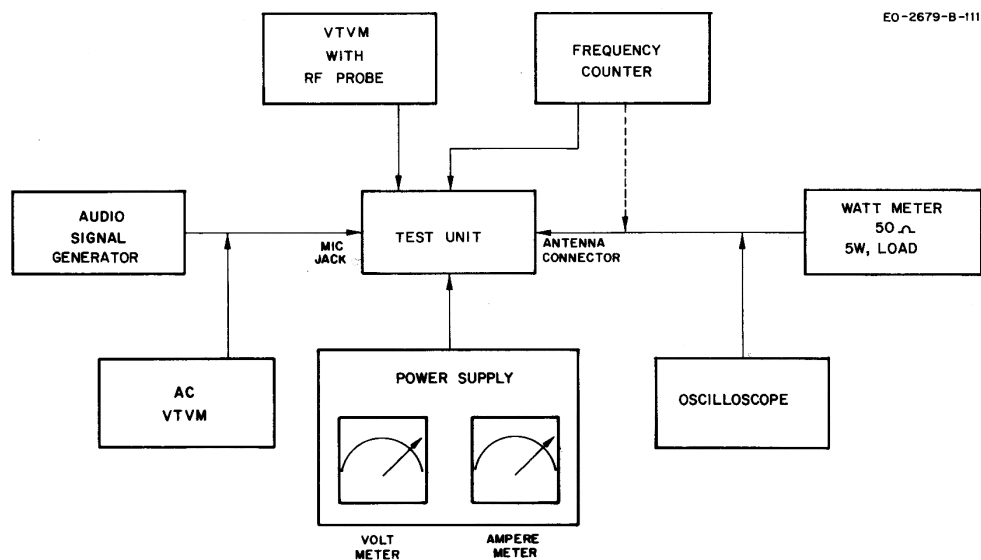 EO-2679-B-111
VTVM
WITH
RF PROBE
FREQUENCY
COUNTER
AUDIO
SIGNAL
GENERATOR
MIC
JACK
TEST UNIT
ANTENNA
CONNECTOR
WATT METER
50 Ω
5W, LOAD
AC
VTVM
POWER SUPPLY
OSCILLOSCOPE
VOLT
METER
AMPERE
METER